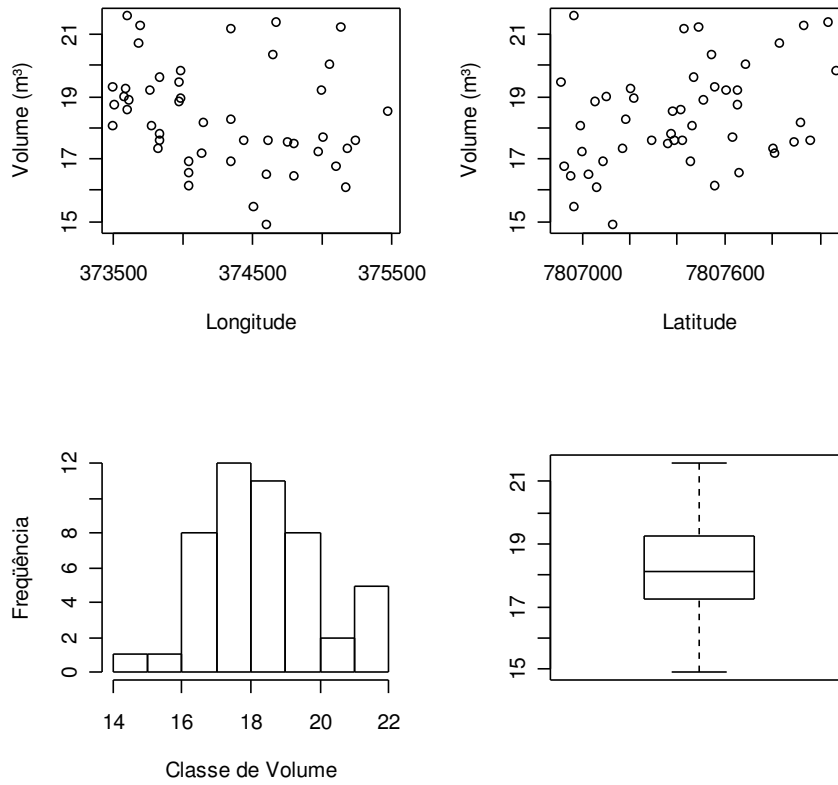 Volume (m³)
21
19
17
15
373500 374500 375500
Longitude
Volume (m³)
21
19
17
15
7807000 7807600
Latitude
Freqüência
12
8
6
4
2
0
14 16 18 20 22
Classe de Volume
21
19
17
15